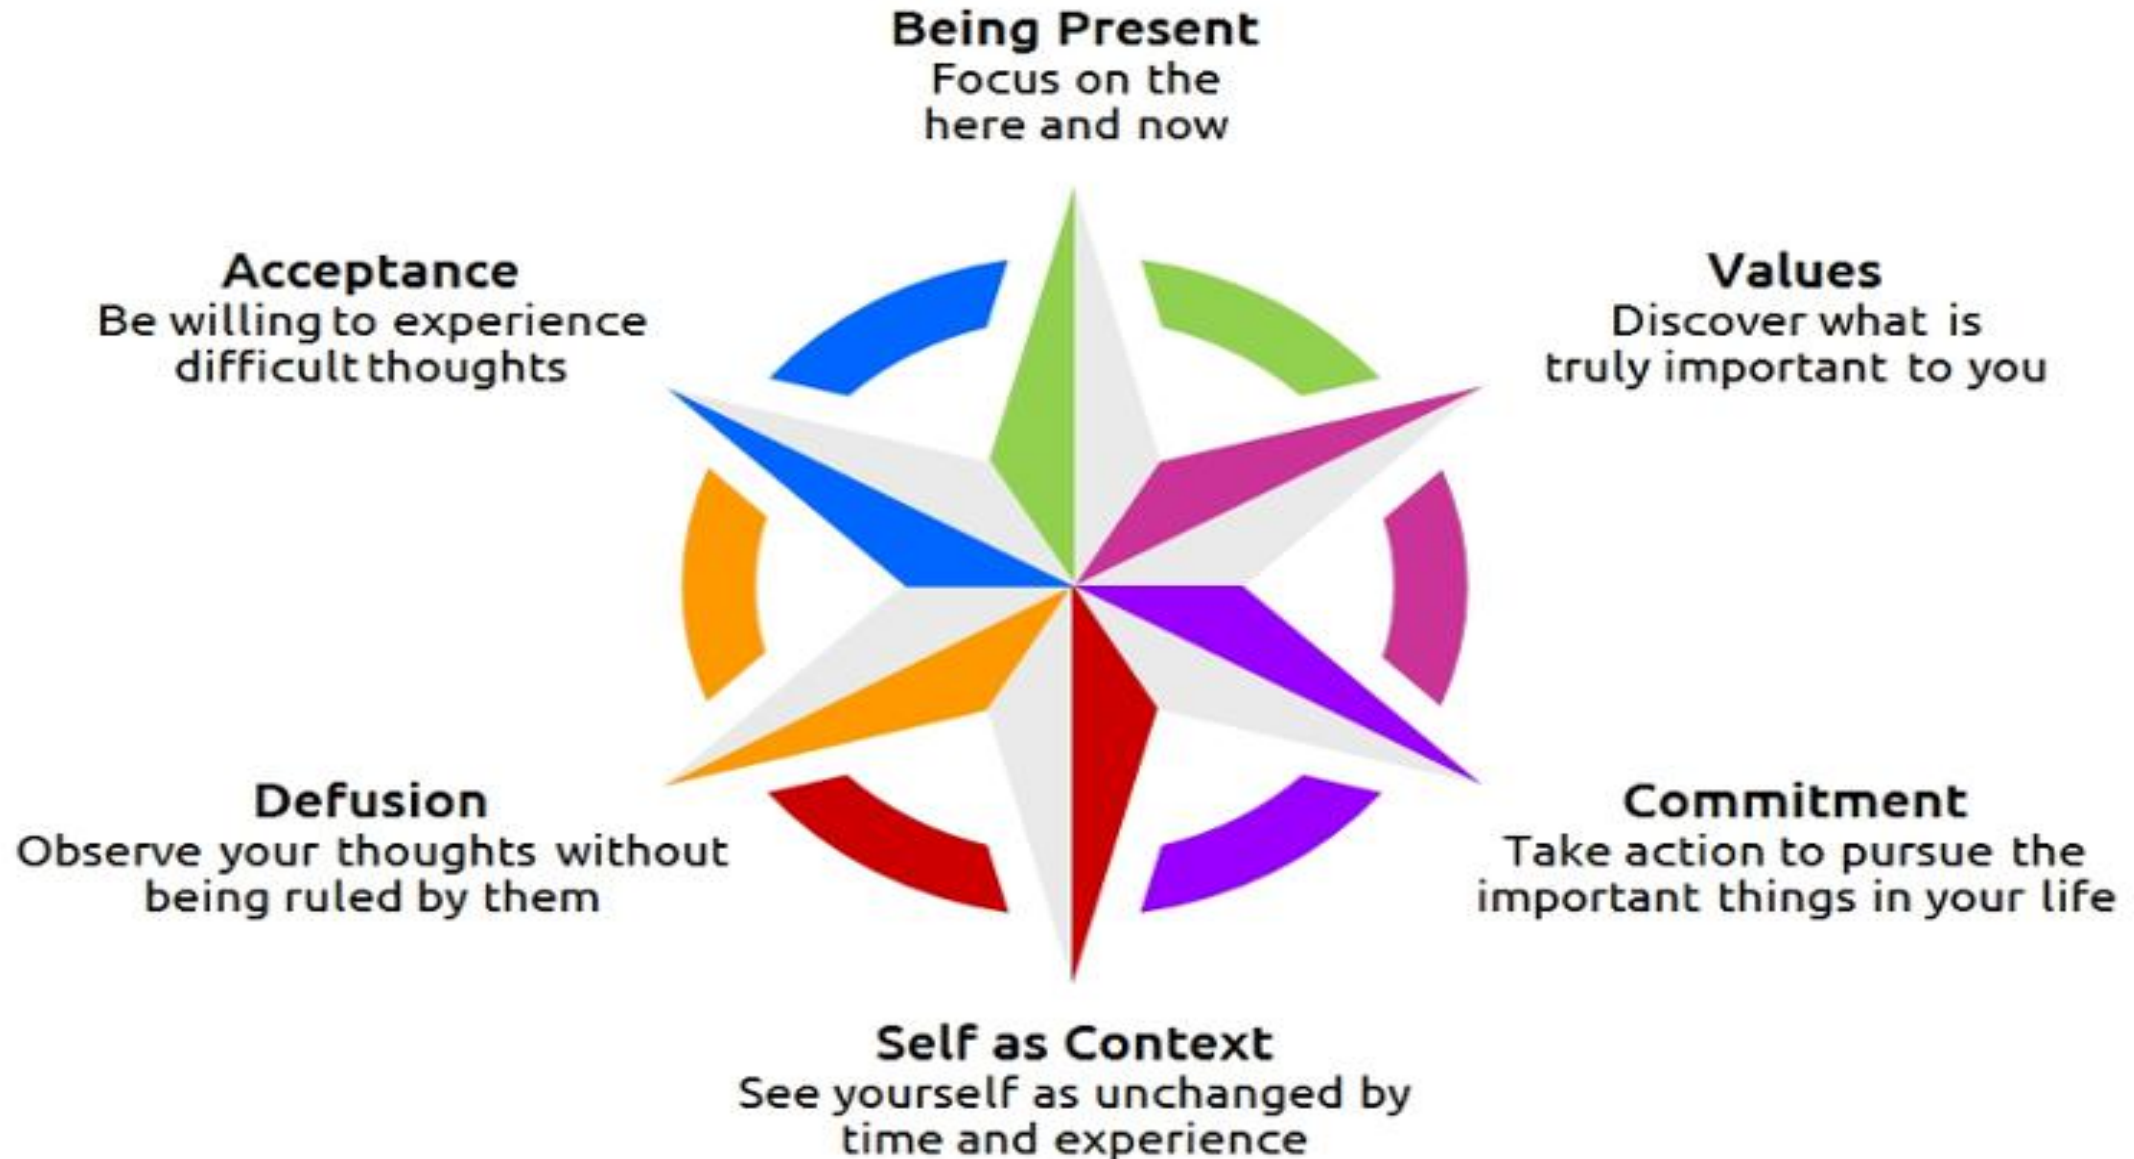 Being Present
Focus on the
here and now
Acceptance
Be willing to experience
difficult thoughts
Values
Discover what is
truly important to you
Defusion
Observe your thoughts without
being ruled by them
Commitment
Take action to pursue the
important things in your life
Self as Context
See yourself as unchanged by
time and experience